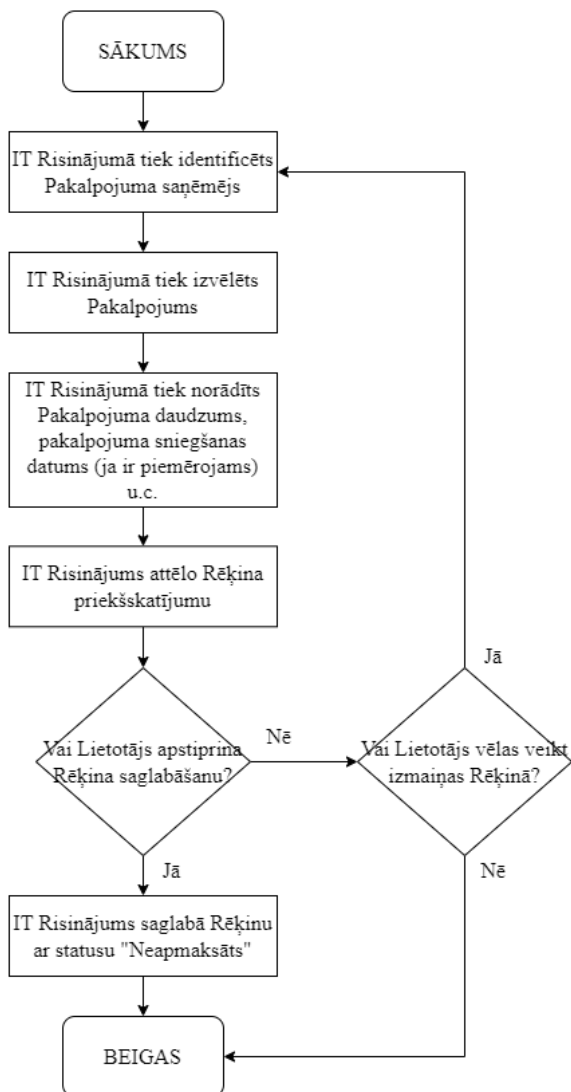 SĀKUMS
IT Risinājumā tiek identificēts
Pakalpojuma saņēmējs
IT Risinājumā tiek izvēlēts
Pakalpojums
IT Risinājumā tiek norādīts
Pakalpojuma daudzums,
pakalpojuma sniegšanas
datums (ja ir piemērojams)
u.c.
IT Risinājums attēlo Rēķina
priekšskatījumu
Vai Lietotājs apstiprina
Rēķina saglabāšanu?
Nē
Vai Lietotājs vēlas veikt
izmaiņas Rēķinā?
Jā
Jā
Nē
IT Risinājums saglabā Rēķinu
ar statusu "Neapmaksāts"
BEIGAS